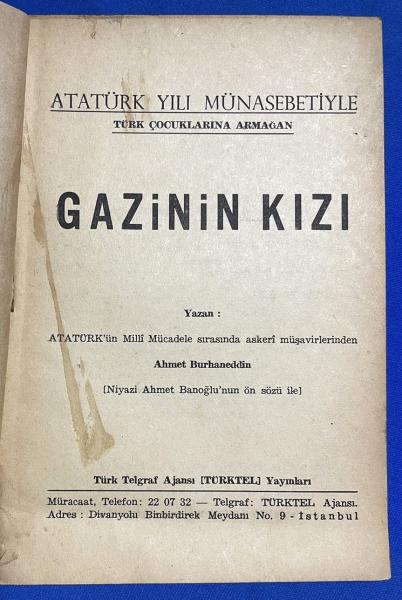 ATATÜRK YILI MÜNASEBETİYLE
TÜRK ÇOCUKLARINA ARMAĞAN
GAZİNİN KIZI
Yazan :
ATATÜRK'ün Millî Mücadele sırasında askerî müşavirlerinden
Ahmet Burhaneddin
[Niyazi Ahmet Banoğlu'nun ön sözü ile]
Türk Telgraf Ajansı [TÜRKTEL] Yayınları
Müracaat, Telefon: 22 07 32 — Telgraf: TÜRKTEL Ajansı.
Adres : Divanyolu Binbirdirek Meydanı No. 9 - İstanbul